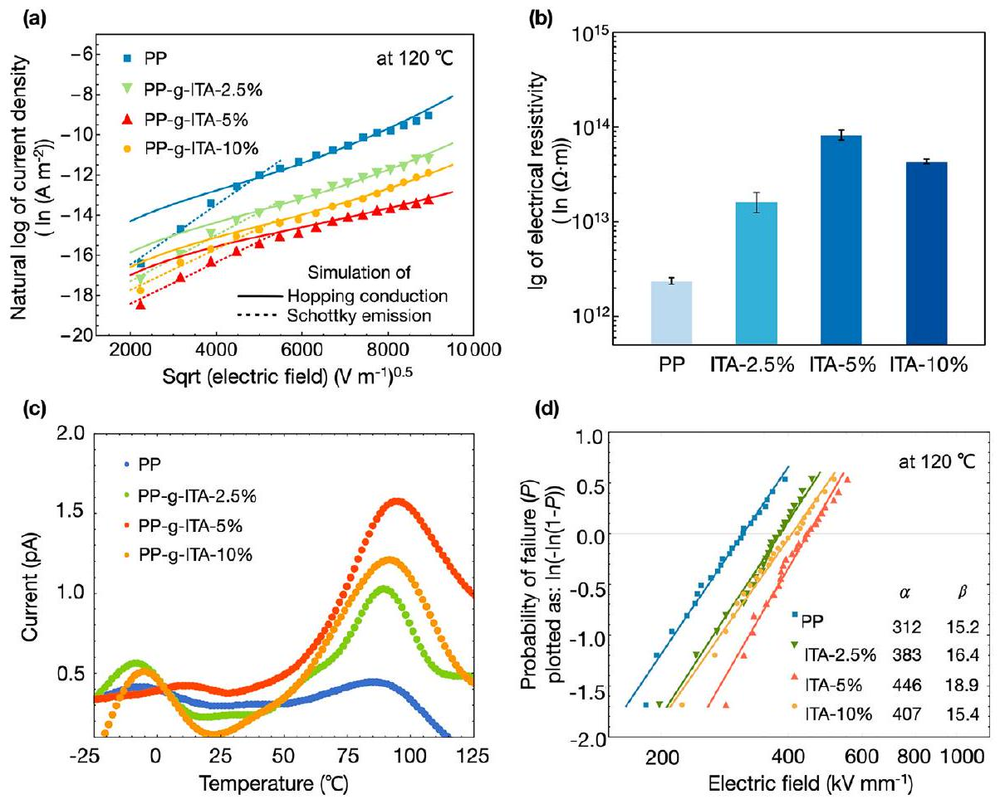 (a)
Natural log of current density
( ln (A m⁻²))
−6
−8
−10
−12
−14
−16
−18
−20
PP
PP-g-ITA-2.5%
PP-g-ITA-5%
PP-g-ITA-10%
at 120 ℃
Simulation of
Hopping conduction
Schottky emission
2000
4000
6000
8000
10 000
Sqrt (electric field) (V m⁻¹)⁰·⁵
(b)
lg of electrical resistivity
( ln (Ω·m))
10¹⁵
10¹⁴
10¹³
10¹²
PP
ITA-2.5%
ITA-5%
ITA-10%
(c)
Current (pA)
2.0
1.5
1.0
0.5
PP
PP-g-ITA-2.5%
PP-g-ITA-5%
PP-g-ITA-10%
-25
0
25
50
75
100
125
Temperature (℃)
(d)
Probability of failure (P)
plotted as: ln(-ln(1-P))
1.0
0.5
0.0
-0.5
-1.0
-1.5
-2.0
at 120 ℃
α β
PP 312 15.2
ITA-2.5% 383 16.4
ITA-5% 446 18.9
ITA-10% 407 15.4
200
400
600
800
1000
Electric field (kV mm⁻¹)